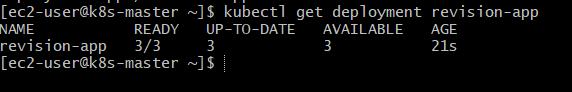 [ec2-user@k8s-master ~]$ kubectl get deployment revision-app
NAME           READY   UP-TO-DATE   AVAILABLE   AGE
revision-app   3/3     3            3           21s
[ec2-user@k8s-master ~]$